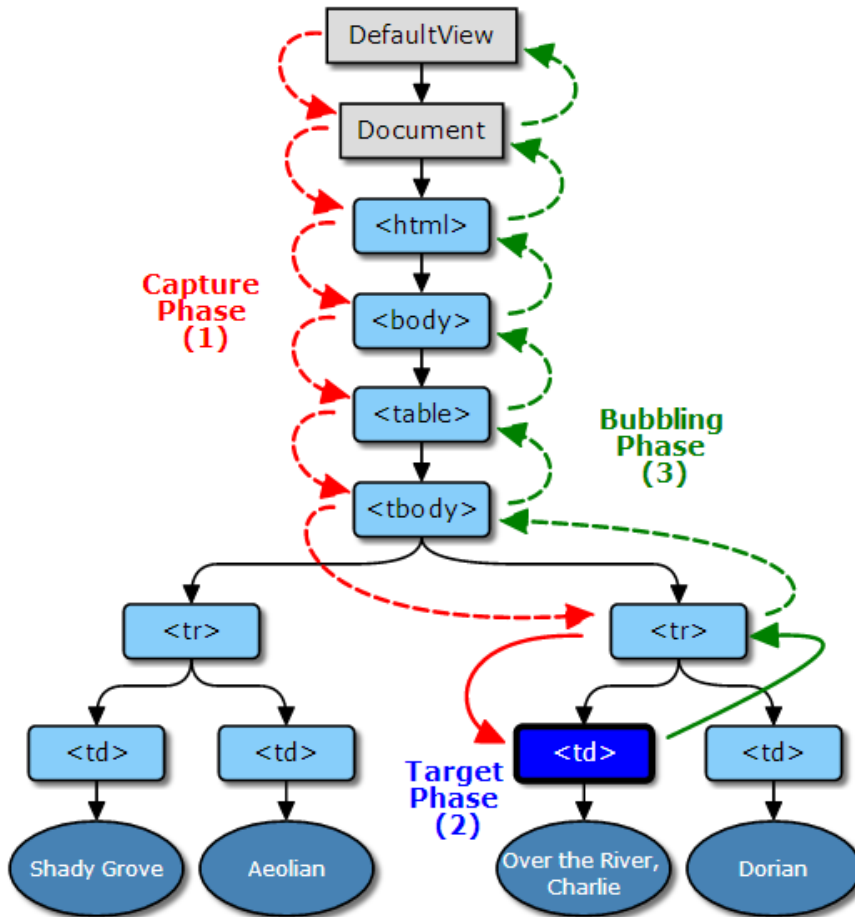 DefaultView
Document
<html>
Capture
Phase
(1)
<body>
<table>
Bubbling
Phase
(3)
<tbody>
<tr>
<tr>
<td>
<td>
<td>
<td>
Target
Phase
(2)
Shady Grove
Aeolian
Over the River,
Charlie
Dorian